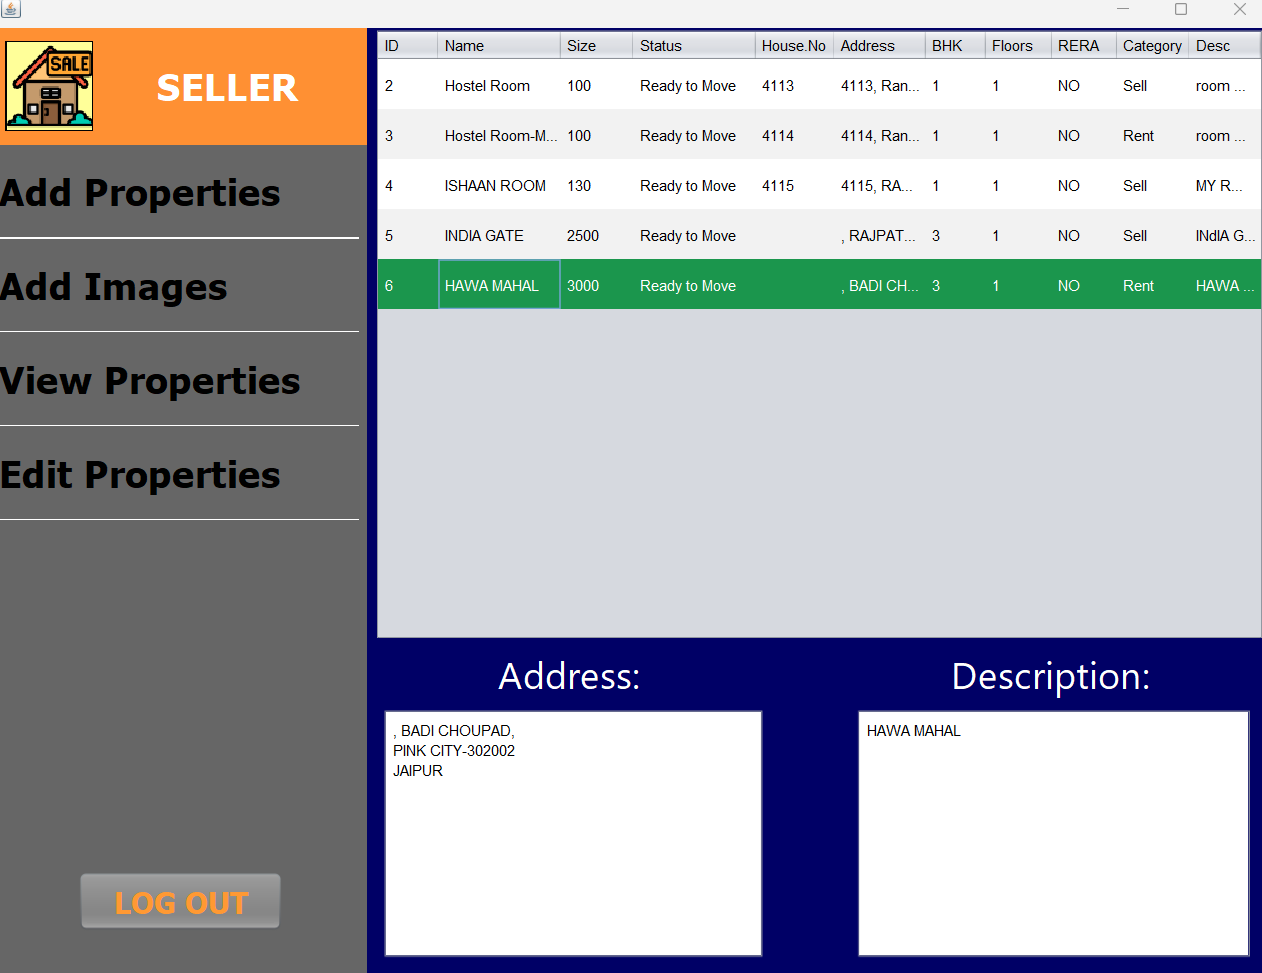 SALE
SELLER
Add Properties
Add Images
View Properties
Edit Properties
LOG OUT
ID Name Size Status House.No Address BHK Floors RERA Category Desc
2 Hostel Room 100 Ready to Move 4113 4113, Ran... 1 1 NO Sell room ...
3 Hostel Room-M... 100 Ready to Move 4114 4114, Ran... 1 1 NO Rent room ...
4 ISHAAN ROOM 130 Ready to Move 4115 4115, RA... 1 1 NO Sell MY R...
5 INDIA GATE 2500 Ready to Move , RAJPAT... 3 1 NO Sell INdIA G...
6 HAWA MAHAL 3000 Ready to Move , BADI CH... 3 1 NO Rent HAWA ...
Address:
, BADI CHOUPAD,
PINK CITY-302002
JAIPUR
Description:
HAWA MAHAL